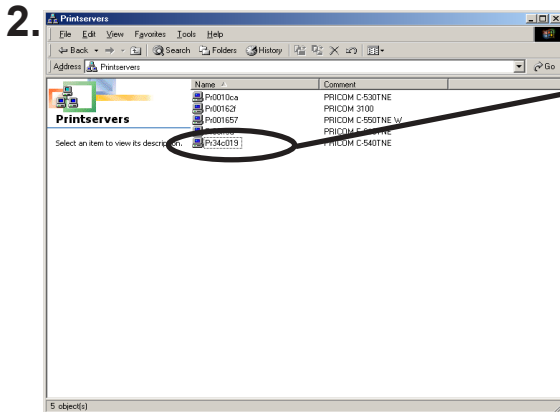 2.
Printservers
File Edit View Favorites Tools Help
Back Search Folders History
Address Printservers Go
Name Comment
Pr0010ca PRICOM C-530TNE
Pr00162f PRICOM 3100
Printservers Pr001657 PRICOM C-550TNE W
PRICOM
Select an item to view its description. Pr34c019 PRICOM C-540TNE
5 object(s)